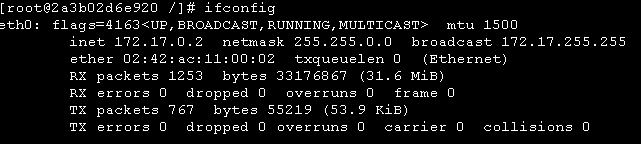 [root@2a3b02d6e920 /]# ifconfig
eth0: flags=4163<UP,BROADCAST,RUNNING,MULTICAST>  mtu 1500
        inet 172.17.0.2  netmask 255.255.0.0  broadcast 172.17.255.255
        ether 02:42:ac:11:00:02  txqueuelen 0  (Ethernet)
        RX packets 1253  bytes 33176867 (31.6 MiB)
        RX errors 0  dropped 0  overruns 0  frame 0
        TX packets 767  bytes 55219 (53.9 KiB)
        TX errors 0  dropped 0 overruns 0  carrier 0  collisions 0